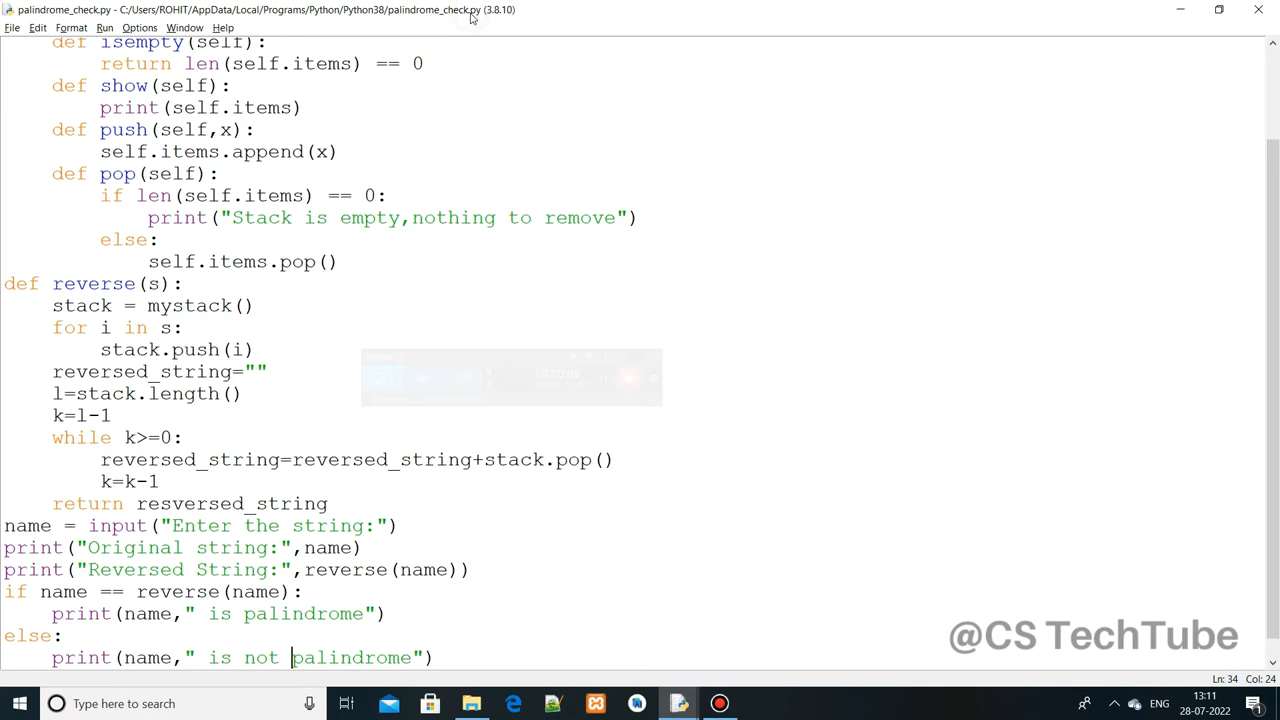 palindrome_check.py - C:/Users/ROHIT/AppData/Local/Programs/Python/Python38/palindrome_check.py (3.8.10)
File Edit Format Run Options Window Help
    def isempty(self):
        return len(self.items) == 0
    def show(self):
        print(self.items)
    def push(self,x):
        self.items.append(x)
    def pop(self):
        if len(self.items) == 0:
            print("Stack is empty,nothing to remove")
        else:
            self.items.pop()
def reverse(s):
    stack = mystack()
    for i in s:
        stack.push(i)
    reversed_string=""
    l=stack.length()
    k=l-1
    while k>=0:
        reversed_string=reversed_string+stack.pop()
        k=k-1
    return resversed_string
name = input("Enter the string:")
print("Original string:",name)
print("Reversed String:",reverse(name))
if name == reverse(name):
    print(name," is palindrome")
else:
    print(name," is not palindrome")
@CS TechTube
Ln: 34 Col: 24
Type here to search
ENG
13:11
28-07-2022